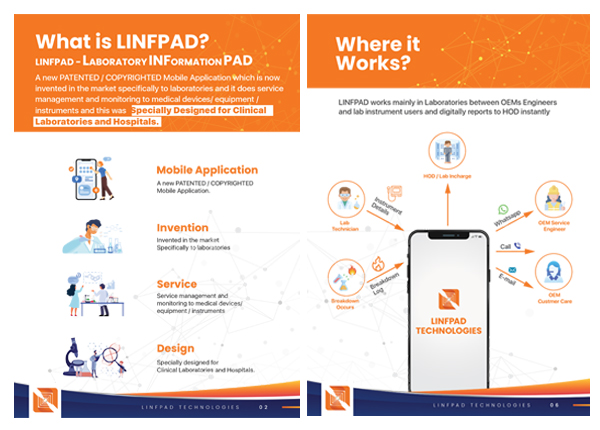 What is LINFPAD?
LINFPAD - LABORATORY INFORMATION PAD
A new PATENTED / COPYRIGHTED Mobile Application which is now
invented in the market specifically to laboratories and it does service
management and monitoring to medical devices/ equipment /
instruments and this was Specially Designed for Clinical
Laboratories and Hospitals.
Mobile Application
A new PATENTED / COPYRIGHTED
Mobile Application.
Invention
Invented in the market
Specifically to laboratories
Service
Service management and
monitoring to medical devices/
equipment / instruments
Design
Specially designed for
Clinical Laboratories and Hospitals.
LINFPAD TECHNOLOGIES 02
Where it
Works?
LINFPAD works mainly in Laboratories between OEMs Engineers
and lab instrument users and digitally reports to HOD instantly
HOD / Lab Incharge
Lab
Technician
Instrument
Details
Whatsapp
OEM Service
Engineer
Call
Breakdown
Occurs
Breakdown
Log
E-mail
OEM
Custmer Care
LINFPAD
TECHNOLOGIES
LINFPAD TECHNOLOGIES 06